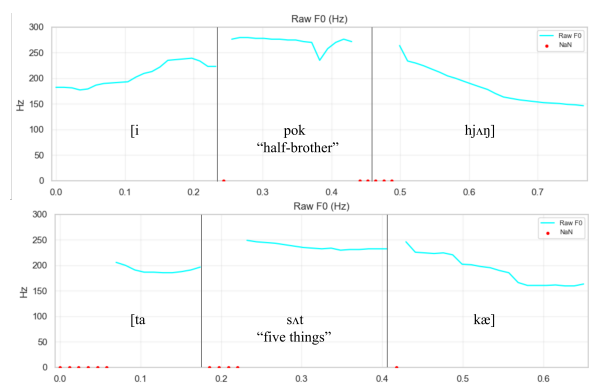 Raw F0 (Hz)
300
250
200
150
100
50
0
Hz
Raw F0
NaN
[i pok hjʌŋ]
“half-brother”
0.0 0.1 0.2 0.3 0.4 0.5 0.6 0.7
Raw F0 (Hz)
300
250
200
150
100
50
0
Hz
Raw F0
NaN
[ta sʌt kæ]
“five things”
0.0 0.1 0.2 0.3 0.4 0.5 0.6